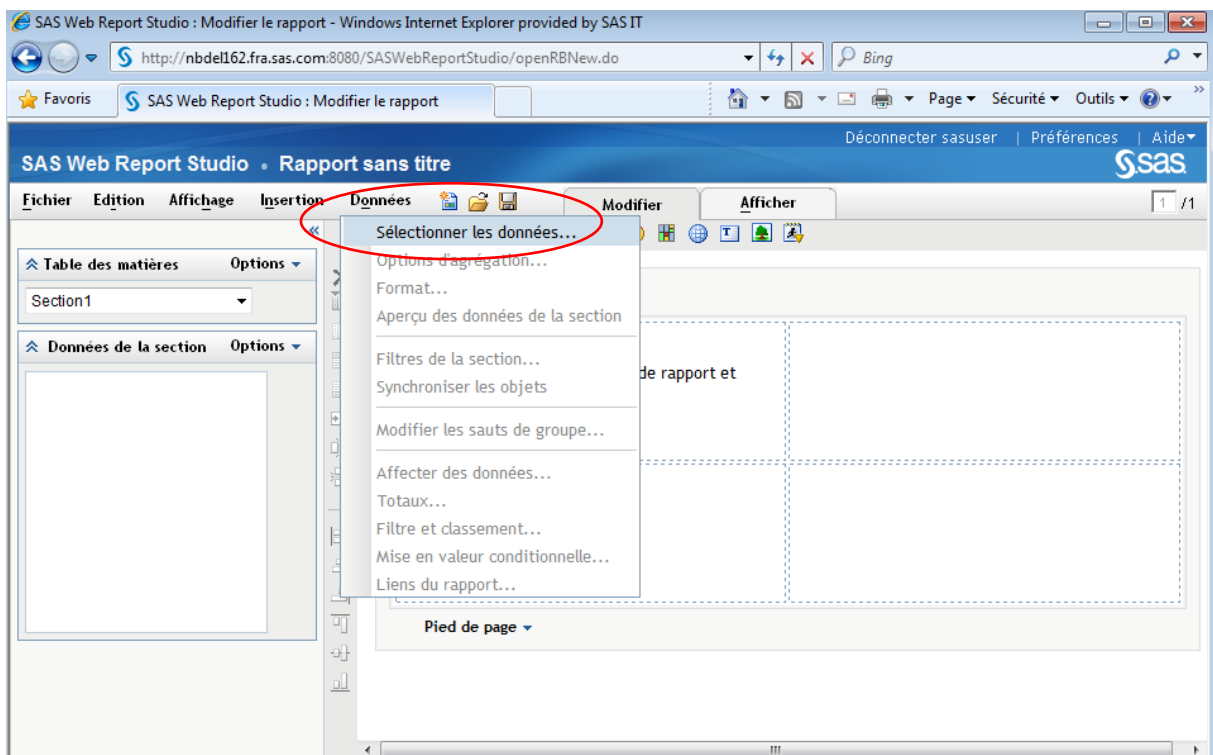 SAS Web Report Studio : Modifier le rapport - Windows Internet Explorer provided by SAS IT
http://nbdel162.fra.sas.com:8080/SASWebReportStudio/openRBNew.do
Bing
Favoris
SAS Web Report Studio : Modifier le rapport
Page
Sécurité
Outils
Déconnecter sasuser | Préférences | Aide
SAS Web Report Studio • Rapport sans titre
sas
Fichier Edition Affichage Insertion Données
Modifier
Afficher
1 /1
Sélectionner les données...
Options d'agrégation...
Format...
Aperçu des données de la section
Filtres de la section...
Synchroniser les objets
Modifier les sauts de groupe...
Affecter des données...
Totaux...
Filtre et classement...
Mise en valeur conditionnelle...
Liens du rapport...
Table des matières Options
Section1
Données de la section Options
de rapport et
Pied de page